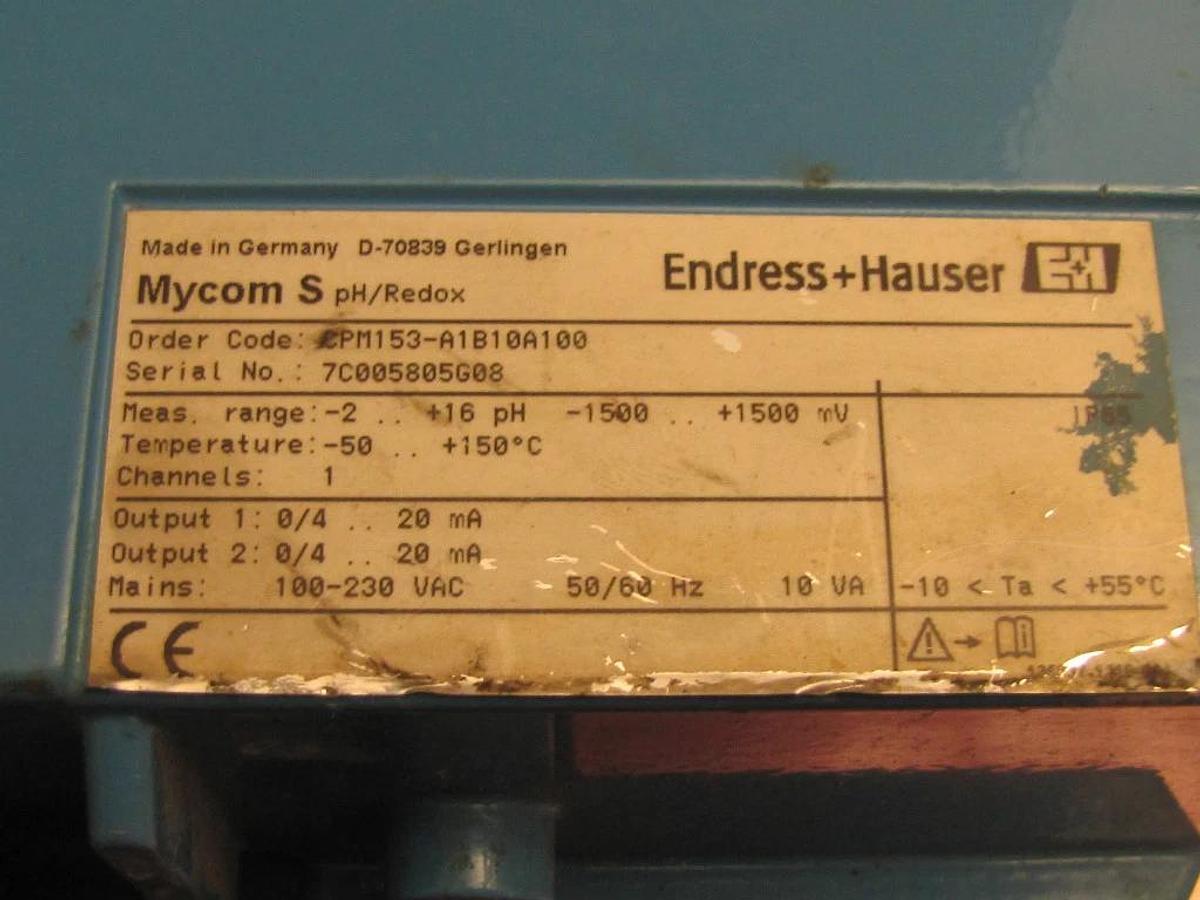 Made in Germany D-70839 Gerlingen
Mycom S pH/Redox
Endress+Hauser E+H
Order Code: CPM153-A1B10A100
Serial No.: 7C005805G08
Meas. range:-2 .. +16 pH -1500 .. +1500 mV
IP65
Temperature:-50 .. +150°C
Channels: 1
Output 1: 0/4 .. 20 mA
Output 2: 0/4 .. 20 mA
Mains: 100-230 VAC 50/60 Hz 10 VA
-10 < Ta < +55°C
CE